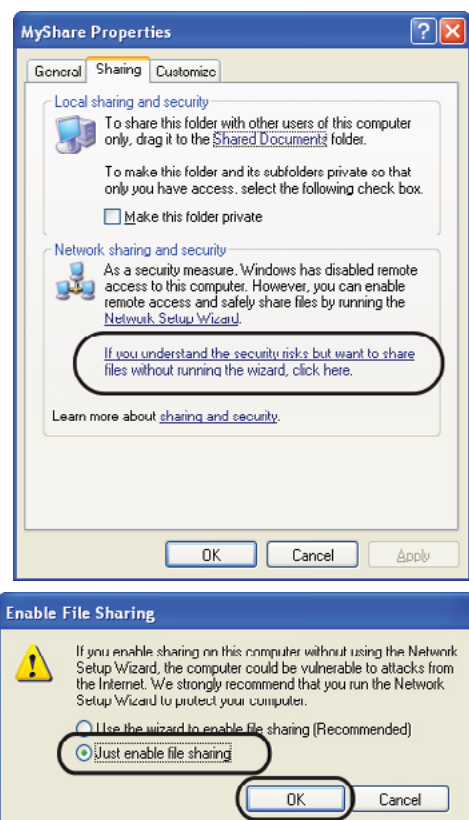 MyShare Properties
General Sharing Customize
Local sharing and security
To share this folder with other users of this computer
only, drag it to the Shared Documents folder.
To make this folder and its subfolders private so that
only you have access, select the following check box.
Make this folder private
Network sharing and security
As a security measure, Windows has disabled remote
access to this computer. However, you can enable
remote access and safely share files by running the
Network Setup Wizard.
If you understand the security risks but want to share
files without running the wizard, click here.
Learn more about sharing and security.
OK Cancel Apply
Enable File Sharing
If you enable sharing on this computer without using the Network
Setup Wizard, the computer could be vulnerable to attacks from
the Internet. We strongly recommend that you run the Network
Setup Wizard to protect your computer.
Use the wizard to enable file sharing (Recommended)
Just enable file sharing
OK Cancel